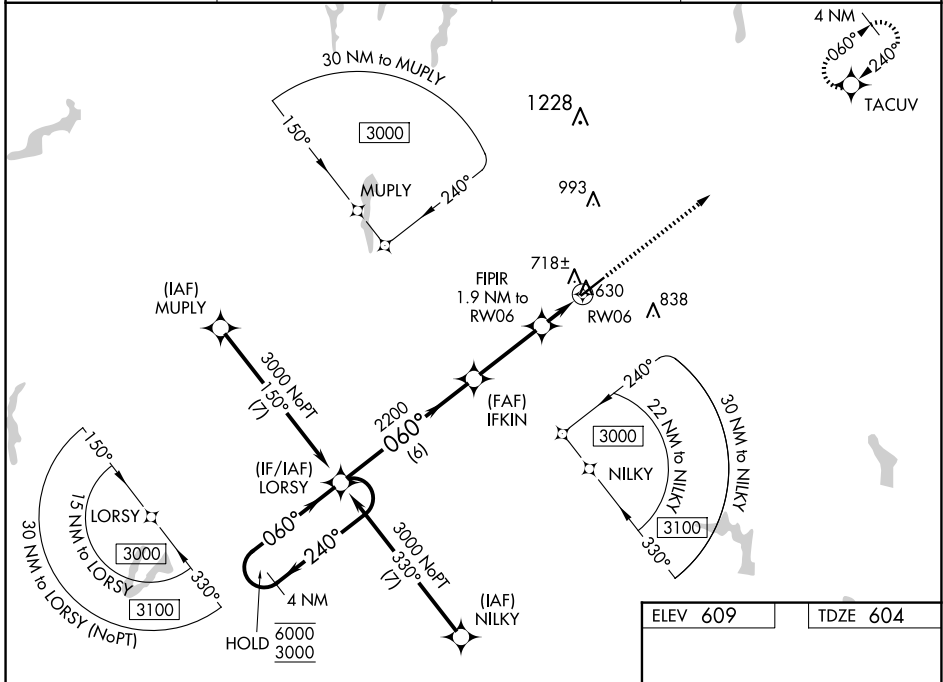 4 NM
060°
240°
TACUV
30 NM to MUPLY
150°
3000
MUPLY
240°
1228
993
718±
630
RW06
838
FIPIR
1.9 NM to
RW06
(IAF)
MUPLY
3000 NoPT
150°
(7)
(FAF)
IFKIN
2200
060°
(6)
(IF/IAF)
LORSY
240°
22 NM to NILKY
30 NM to NILKY
3000
NILKY
3100
330°
150°
LORSY
15 NM to LORSY
3000
330°
30 NM to LORSY (NoPT)
3100
060°
240°
4 NM
HOLD
6000
3000
3000 NoPT
330°
(7)
(IAF)
NILKY
ELEV 609
TDZE 604